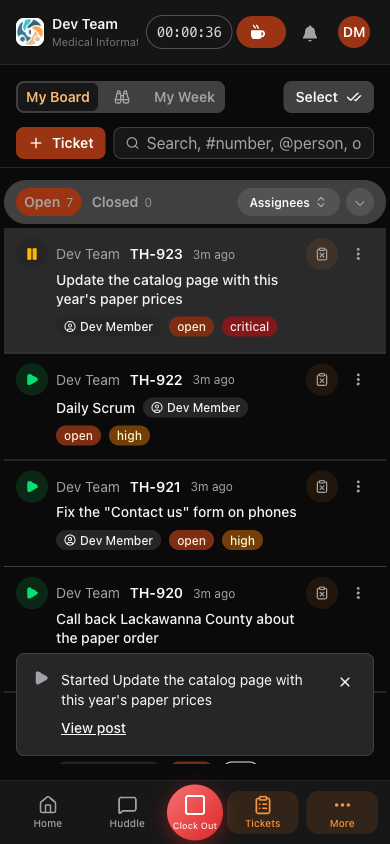 Dev Team
Medical Informat
00:00:36
DM
My Board
My Week
Select
+ Ticket
Search, #number, @person, o
Open 7
Closed 0
Assignees
Dev Team TH-923 3m ago
Update the catalog page with this
year's paper prices
Dev Member open critical
Dev Team TH-922 3m ago
Daily Scrum Dev Member
open high
Dev Team TH-921 3m ago
Fix the "Contact us" form on phones
Dev Member open high
Dev Team TH-920 3m ago
Call back Lackawanna County about
the paper order
Started Update the catalog page with
this year's paper prices
View post
Home
Huddle
Clock Out
Tickets
More